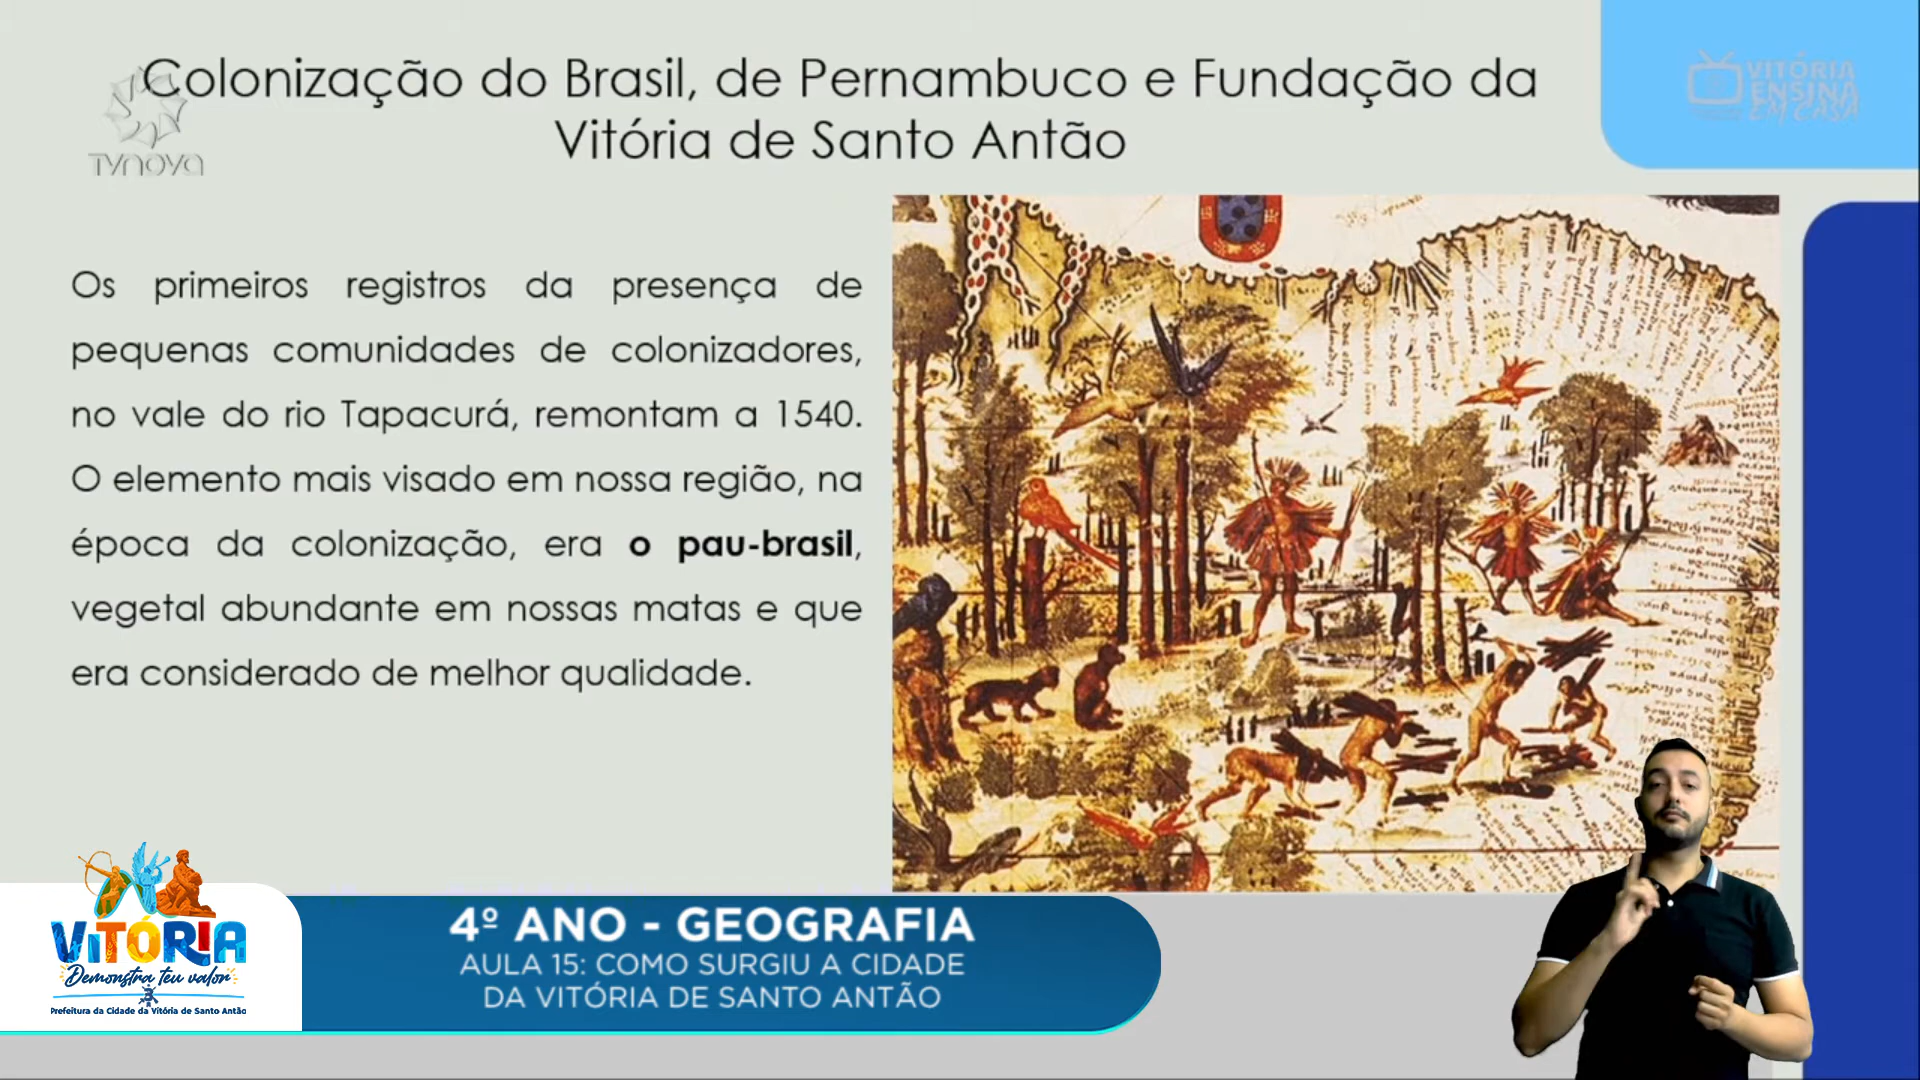 Colonização do Brasil, de Pernambuco e Fundação da
Vitória de Santo Antão
TVNOVA
VITÓRIA
ENSINA
EM CASA
Os primeiros registros da presença de
pequenas comunidades de colonizadores,
no vale do rio Tapacurá, remontam a 1540.
O elemento mais visado em nossa região, na
época da colonização, era o pau-brasil,
vegetal abundante em nossas matas e que
era considerado de melhor qualidade.
VITÓRIA
Demonstra teu valor
Prefeitura da Cidade da Vitória de Santo Antão
4º ANO - GEOGRAFIA
AULA 15: COMO SURGIU A CIDADE
DA VITÓRIA DE SANTO ANTÃO